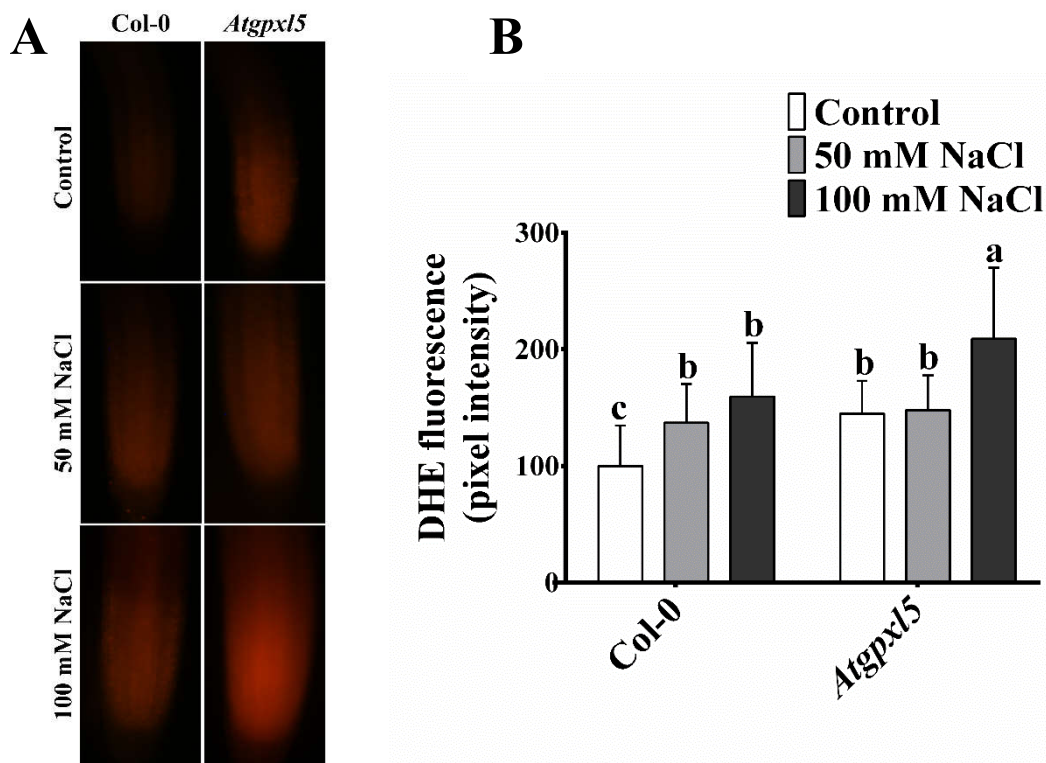 A
Col-0
Atgpxl5
Control
50 mM NaCl
100 mM NaCl
B
Control
50 mM NaCl
100 mM NaCl
DHE fluorescence
(pixel intensity)
300
200
100
0
c
b
b
b
b
a
Col-0
Atgpxl5